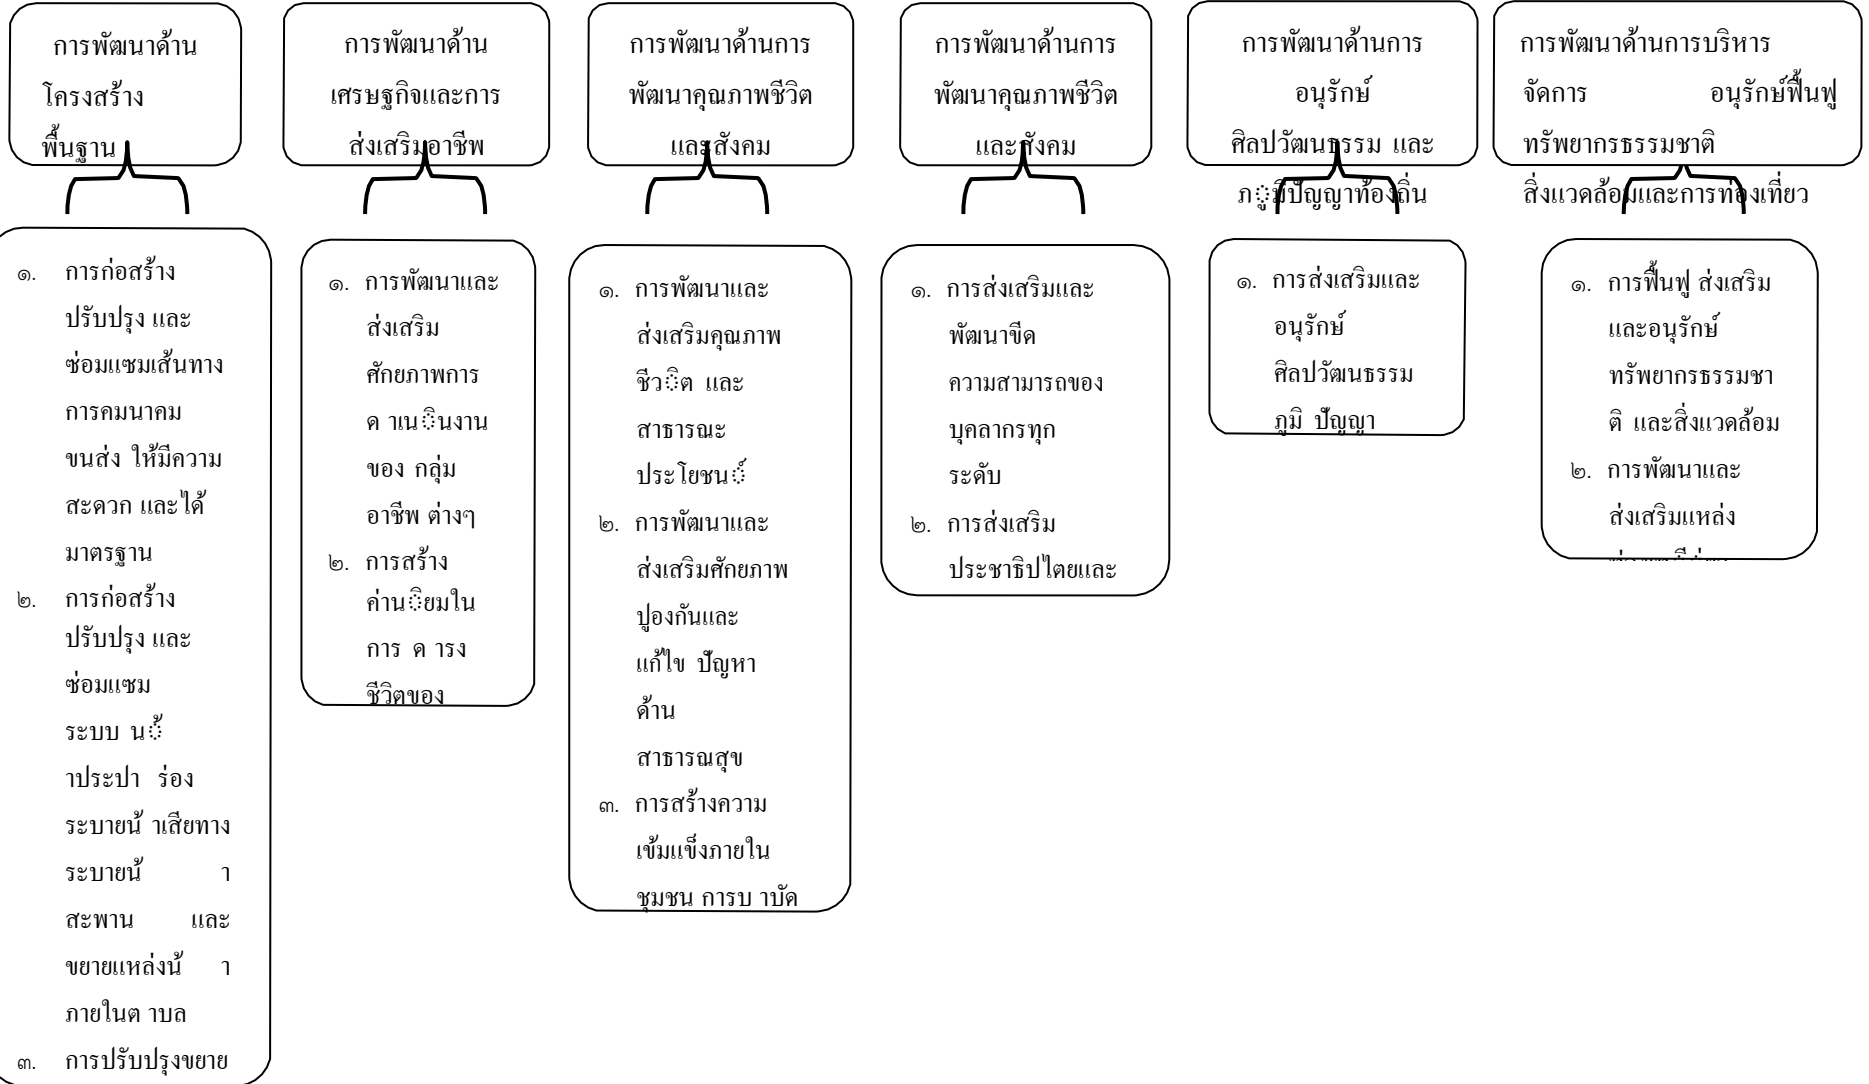 การพัฒนาด้าน
โครงสร้าง
พื้นฐาน
การพัฒนาด้าน
เศรษฐกิจและการ
ส่งเสริมอาชีพ
การพัฒนาด้านการ
พัฒนาคุณภาพชีวิต
และสังคม
การพัฒนาด้านการ
พัฒนาคุณภาพชีวิต
และสังคม
การพัฒนาด้านการ
อนุรักษ์
ศิลปวัฒนธรรม และ
ภ ูมิปัญญาท้องถิ่น
การพัฒนาด้านการบริหาร
จัดการ อนุรักษ์ฟื้นฟู
ทรัพยากรธรรมชาติ
สิ่งแวดล้อมและการท่องเที่ยว
๑. การก่อสร้าง
ปรับปรุง และ
ซ่อมแซมเส้นทาง
การคมนาคม
ขนส่ง ให้มีความ
สะดวก และได้
มาตรฐาน
๒. การก่อสร้าง
ปรับปรุง และ
ซ่อมแซม
ระบบ น ้
าประปา ร่อง
ระบายน้ าเสียทาง
ระบายน้ า
สะพาน และ
ขยายแหล่งน้ า
ภายในต าบล
๓. การปรับปรุงขยาย
๑. การพัฒนาและ
ส่งเสริม
ศักยภาพการ
ด าเน ินงาน
ของ กลุ่ม
อาชีพ ต่างๆ
๒. การสร้าง
ค่าน ิยมใน
การ ด ารง
ชีวิตของ
๑. การพัฒนาและ
ส่งเสริมคุณภาพ
ชีว ิต และ
สาธารณะ
ประโยชน ์
๒. การพัฒนาและ
ส่งเสริมศักยภาพ
ปูองกันและ
แก้ไข ปัญหา
ด้าน
สาธารณสุข
๓. การสร้างความ
เข้มแข็งภายใน
ชุมชน การบ าบัด
๑. การส่งเสริมและ
พัฒนาขีด
ความสามารถของ
บุคลากรทุก
ระดับ
๒. การส่งเสริม
ประชาธิปไตยและ
๑. การส่งเสริมและ
อนุรักษ์
ศิลปวัฒนธรรม
ภูมิ ปัญญา
๑. การฟื้นฟู ส่งเสริม
และอนุรักษ์
ทรัพยากรธรรมชา
ติ และสิ่งแวดล้อม
๒. การพัฒนาและ
ส่งเสริมแหล่ง